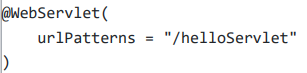 @WebServlet(
    urlPatterns = "/helloServlet"
)